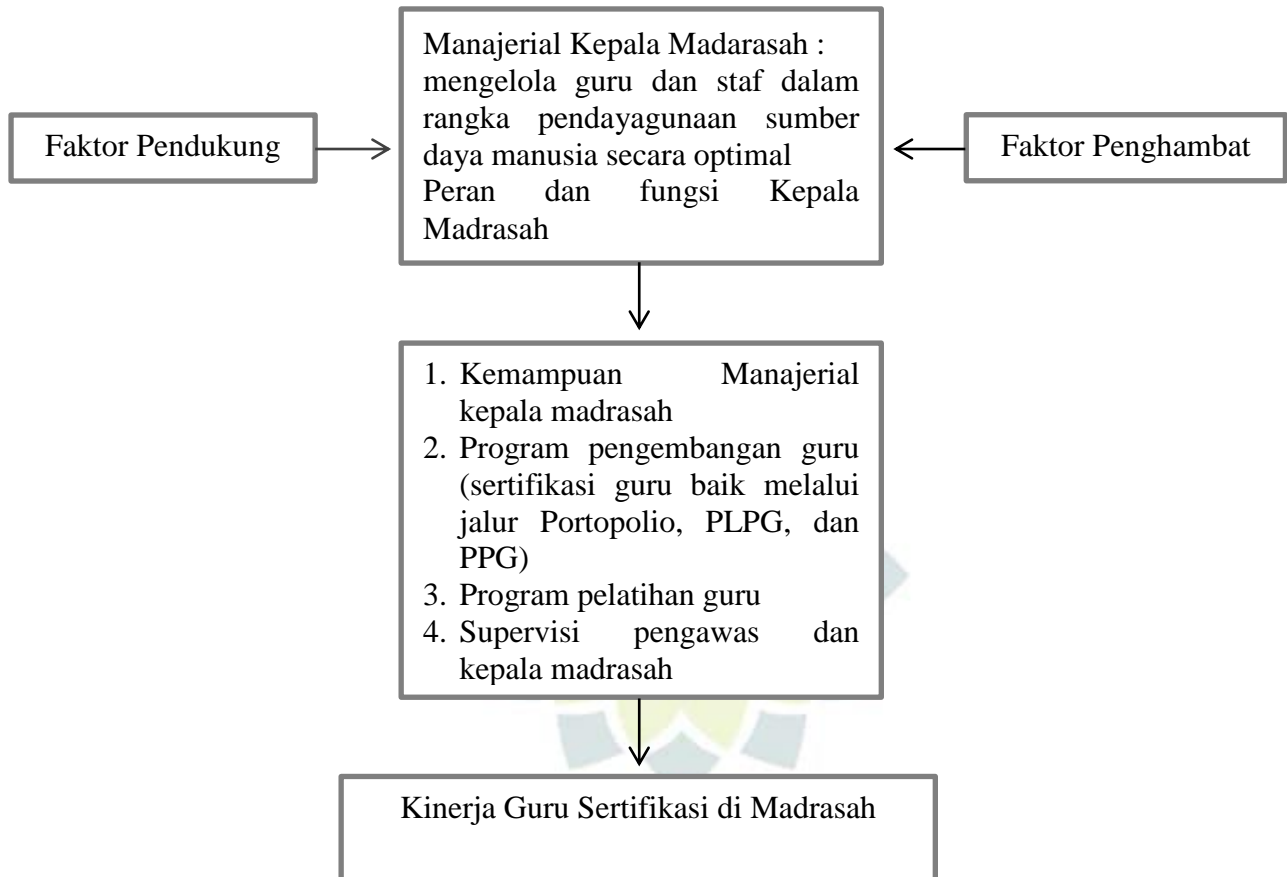 Manajerial Kepala Madarasah :
mengelola guru dan staf dalam
rangka pendayagunaan sumber
daya manusia secara optimal
Peran dan fungsi Kepala
Madrasah
Faktor Pendukung
Faktor Penghambat
1. Kemampuan Manajerial
kepala madrasah
2. Program pengembangan guru
(sertifikasi guru baik melalui
jalur Portopolio, PLPG, dan
PPG)
3. Program pelatihan guru
4. Supervisi pengawas dan
kepala madrasah
Kinerja Guru Sertifikasi di Madrasah